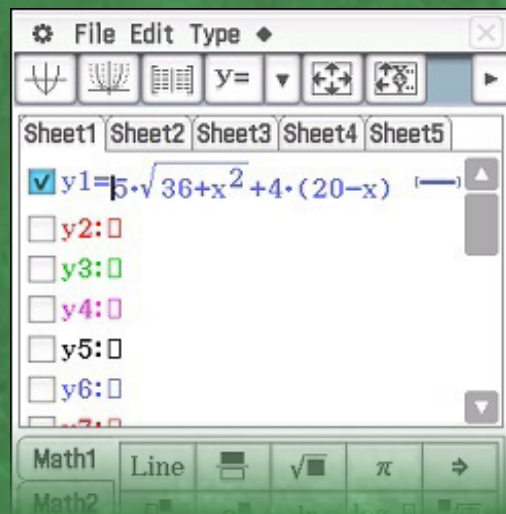 File Edit Type
y=
Sheet1 Sheet2 Sheet3 Sheet4 Sheet5
y1=5·√36+x²+4·(20-x)
y2:
y3:
y4:
y5:
y6:
Math1 Line √ π ⇒
Math2